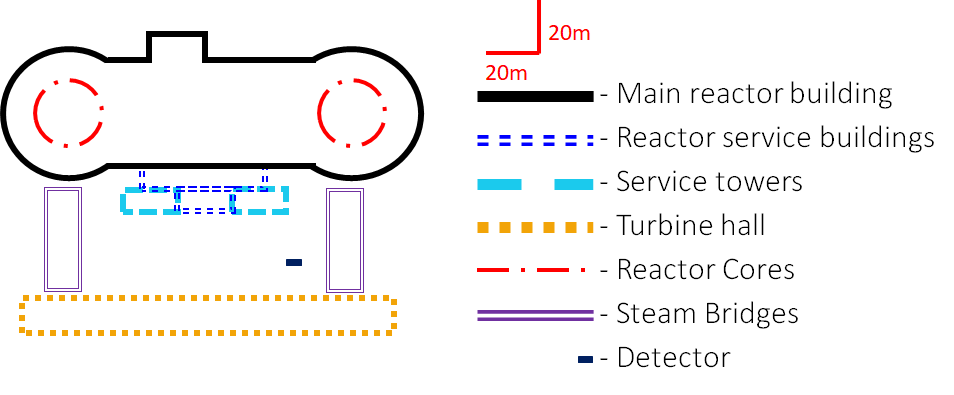 20m
20m
- Main reactor building
- Reactor service buildings
- Service towers
- Turbine hall
- Reactor Cores
- Steam Bridges
- Detector